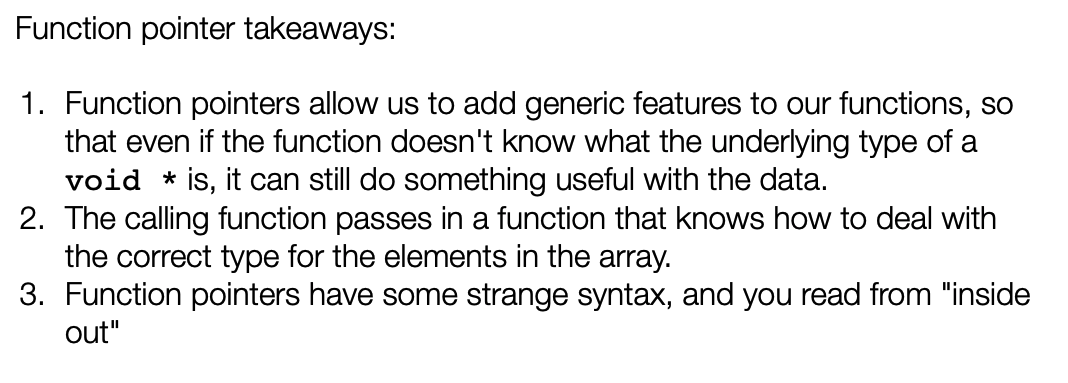 Function pointer takeaways:
1. Function pointers allow us to add generic features to our functions, so
that even if the function doesn't know what the underlying type of a
void * is, it can still do something useful with the data.
2. The calling function passes in a function that knows how to deal with
the correct type for the elements in the array.
3. Function pointers have some strange syntax, and you read from "inside
out"